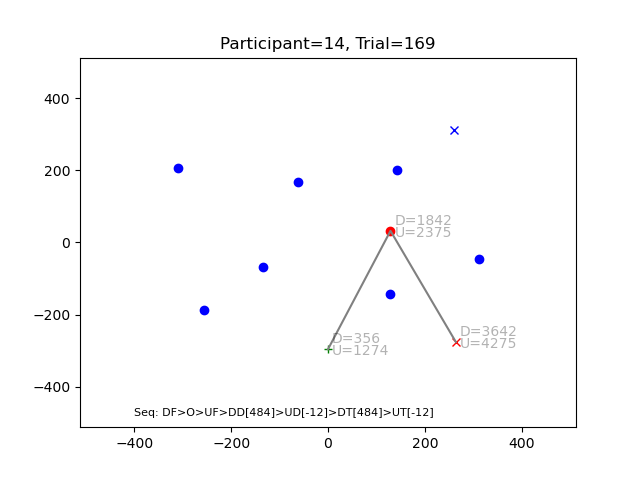 Participant=14, Trial=169
400
200
0
−200
−400
D=1842
U=2375
D=356
U=1274
D=3642
U=4275
Seq: DF>O>UF>DD[484]>UD[-12]>DT[484]>UT[-12]
−400 −200 0 200 400